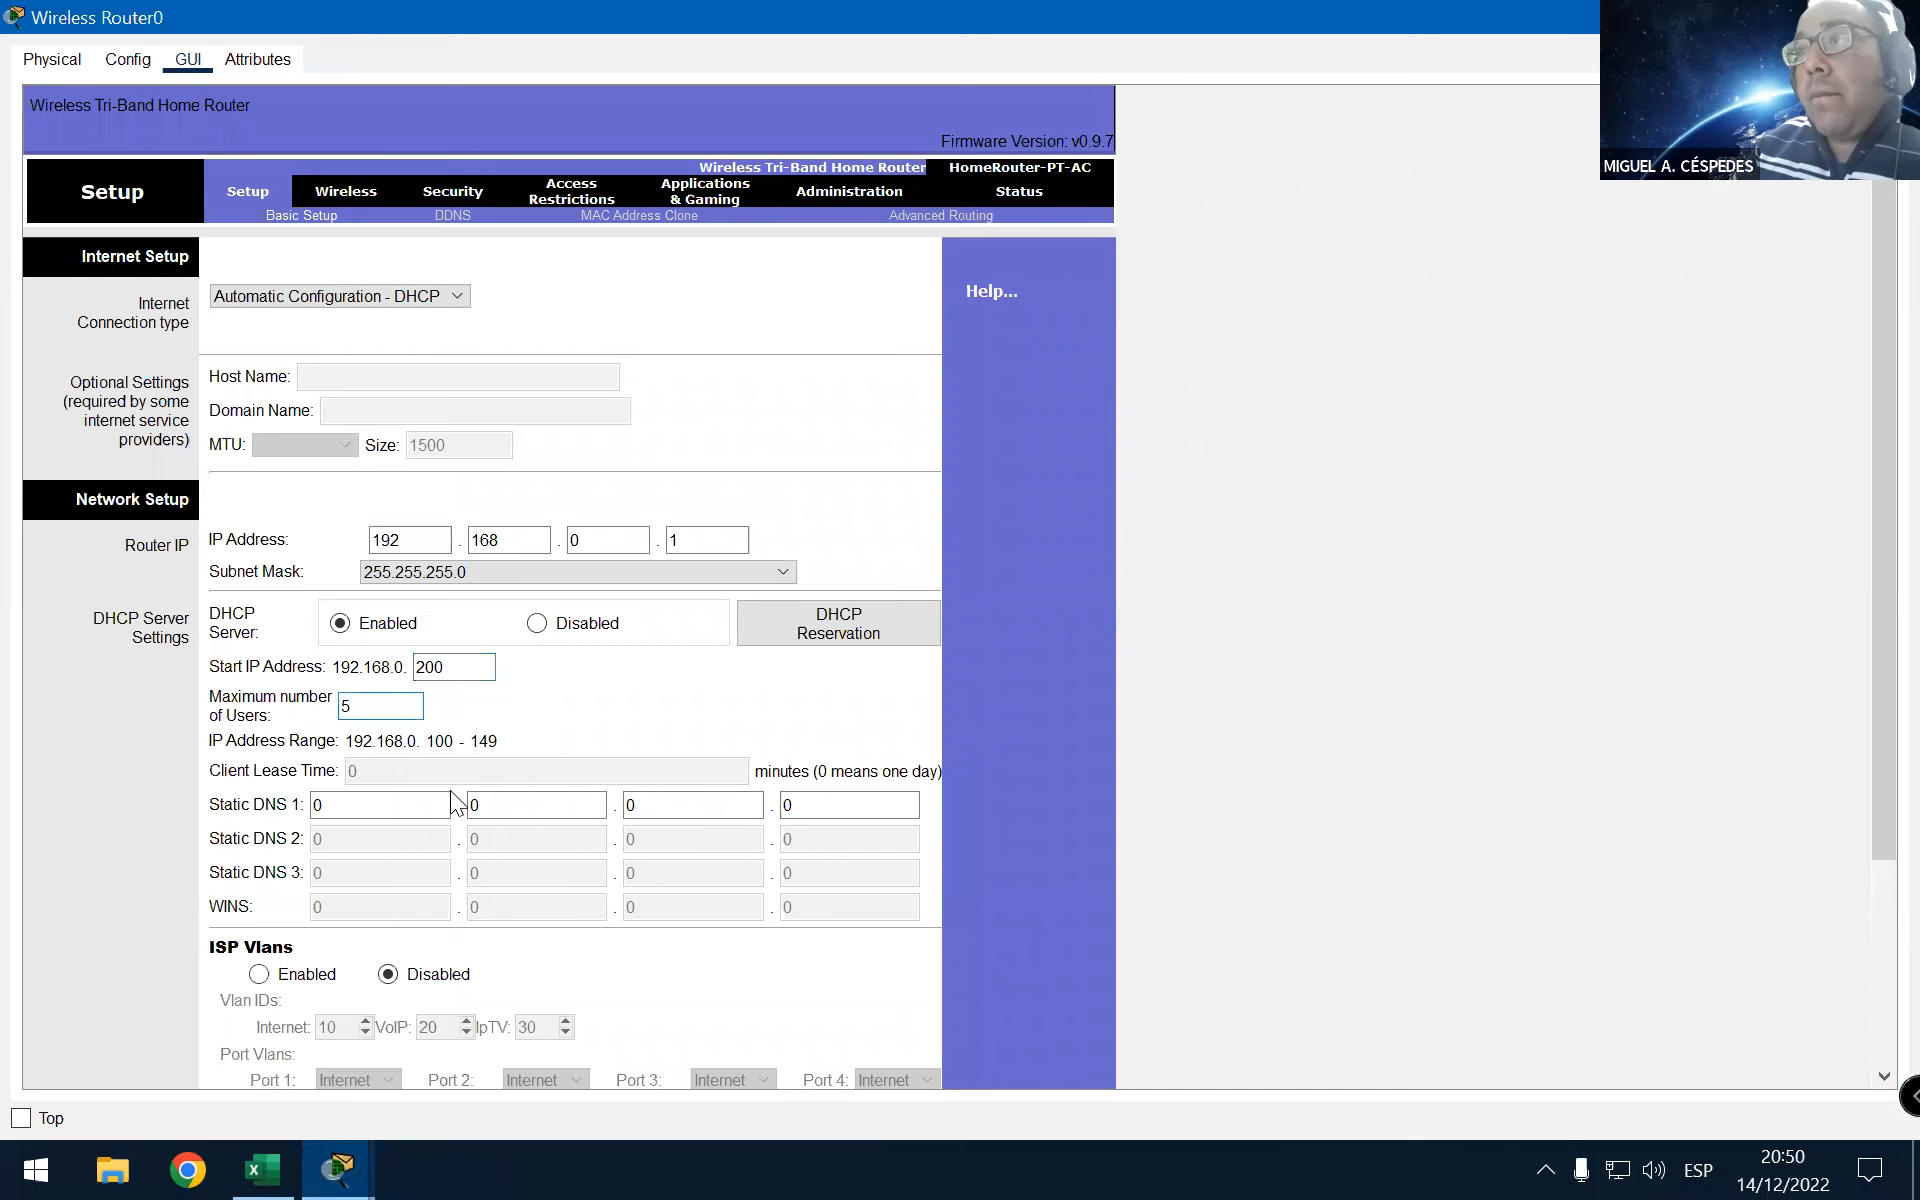 Wireless Router0
Physical Config GUI Attributes
MIGUEL A. CÉSPEDES
Wireless Tri-Band Home Router
Firmware Version: v0.9.7
Wireless Tri-Band Home Router HomeRouter-PT-AC
Setup
Setup Wireless Security Access Restrictions Applications & Gaming Administration Status
Basic Setup DDNS MAC Address Clone Advanced Routing
Internet Setup
Help...
Internet Connection type
Automatic Configuration - DHCP
Optional Settings (required by some internet service providers)
Host Name:
Domain Name:
MTU: Size: 1500
Network Setup
Router IP
IP Address: 192 . 168 . 0 . 1
Subnet Mask: 255.255.255.0
DHCP Server Settings
DHCP Server: Enabled Disabled DHCP Reservation
Start IP Address: 192.168.0. 200
Maximum number of Users: 5
IP Address Range: 192.168.0. 100 - 149
Client Lease Time: 0 minutes (0 means one day)
Static DNS 1: 0 0 . 0 . 0
Static DNS 2: 0 . 0 . 0 . 0
Static DNS 3: 0 . 0 . 0 . 0
WINS: 0 . 0 . 0 . 0
ISP Vlans
Enabled Disabled
Vlan IDs:
Internet: 10 VoIP: 20 IpTV: 30
Port Vlans:
Port 1: Internet Port 2: Internet Port 3: Internet Port 4: Internet
Top
ESP
20:50
14/12/2022